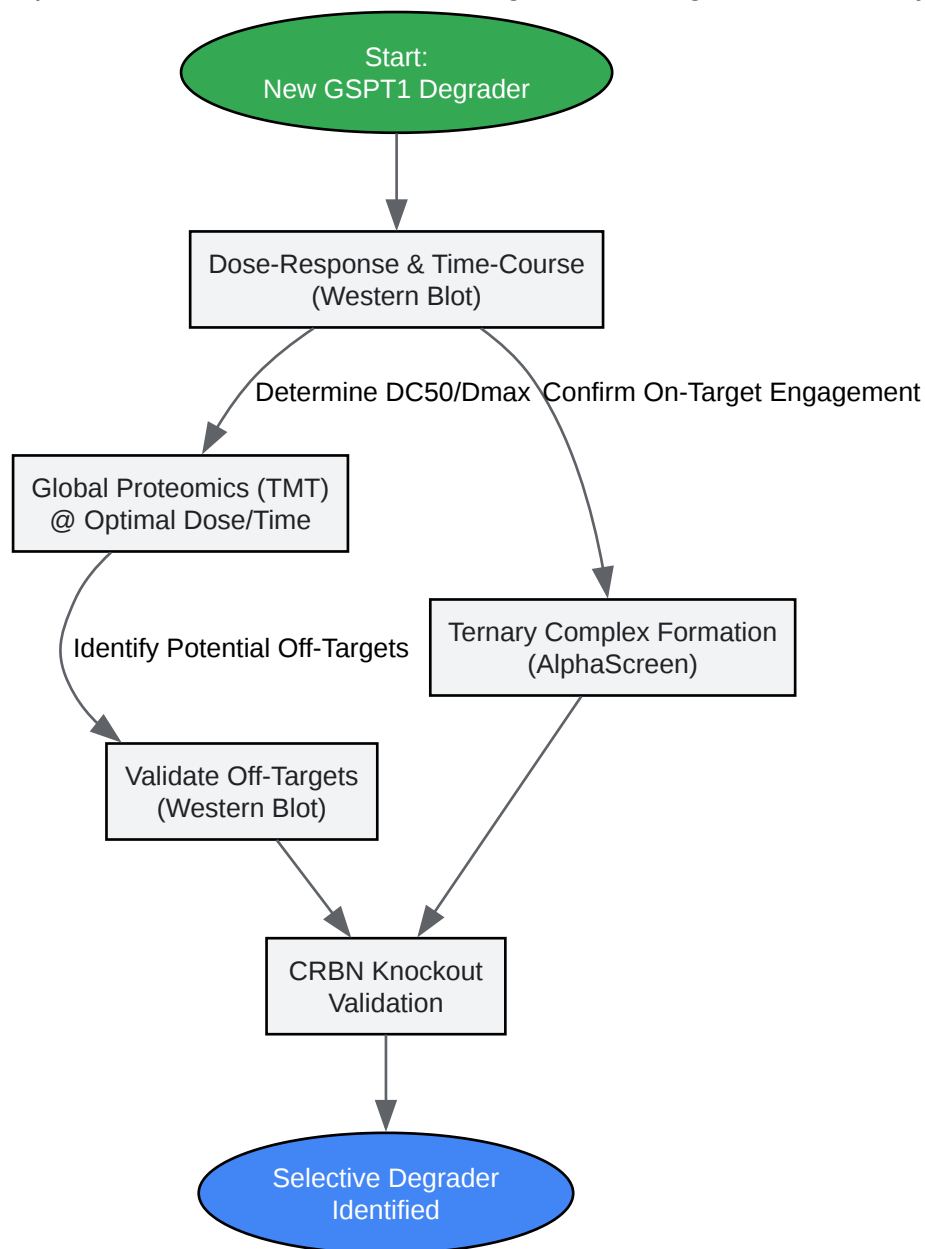 Start:
New GSPT1 Degrader
Dose-Response & Time-Course
(Western Blot)
Determine DC50/Dmax
Confirm On-Target Engagement
Global Proteomics (TMT)
@ Optimal Dose/Time
Ternary Complex Formation
(AlphaScreen)
Identify Potential Off-Targets
Validate Off-Targets
(Western Blot)
CRBN Knockout
Validation
Selective Degrader
Identified